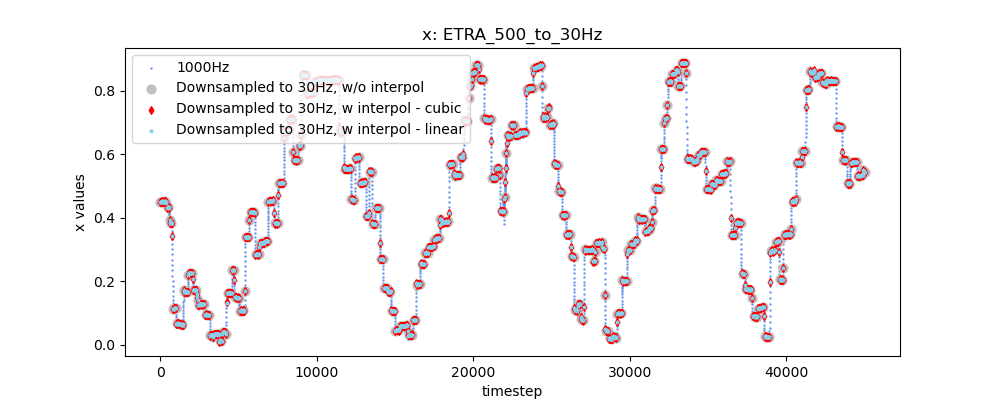 x: ETRA_500_to_30Hz
1000Hz
Downsampled to 30Hz, w/o interpol
Downsampled to 30Hz, w interpol - cubic
Downsampled to 30Hz, w interpol - linear
x values
0.8
0.6
0.4
0.2
0.0
0 10000 20000 30000 40000
timestep